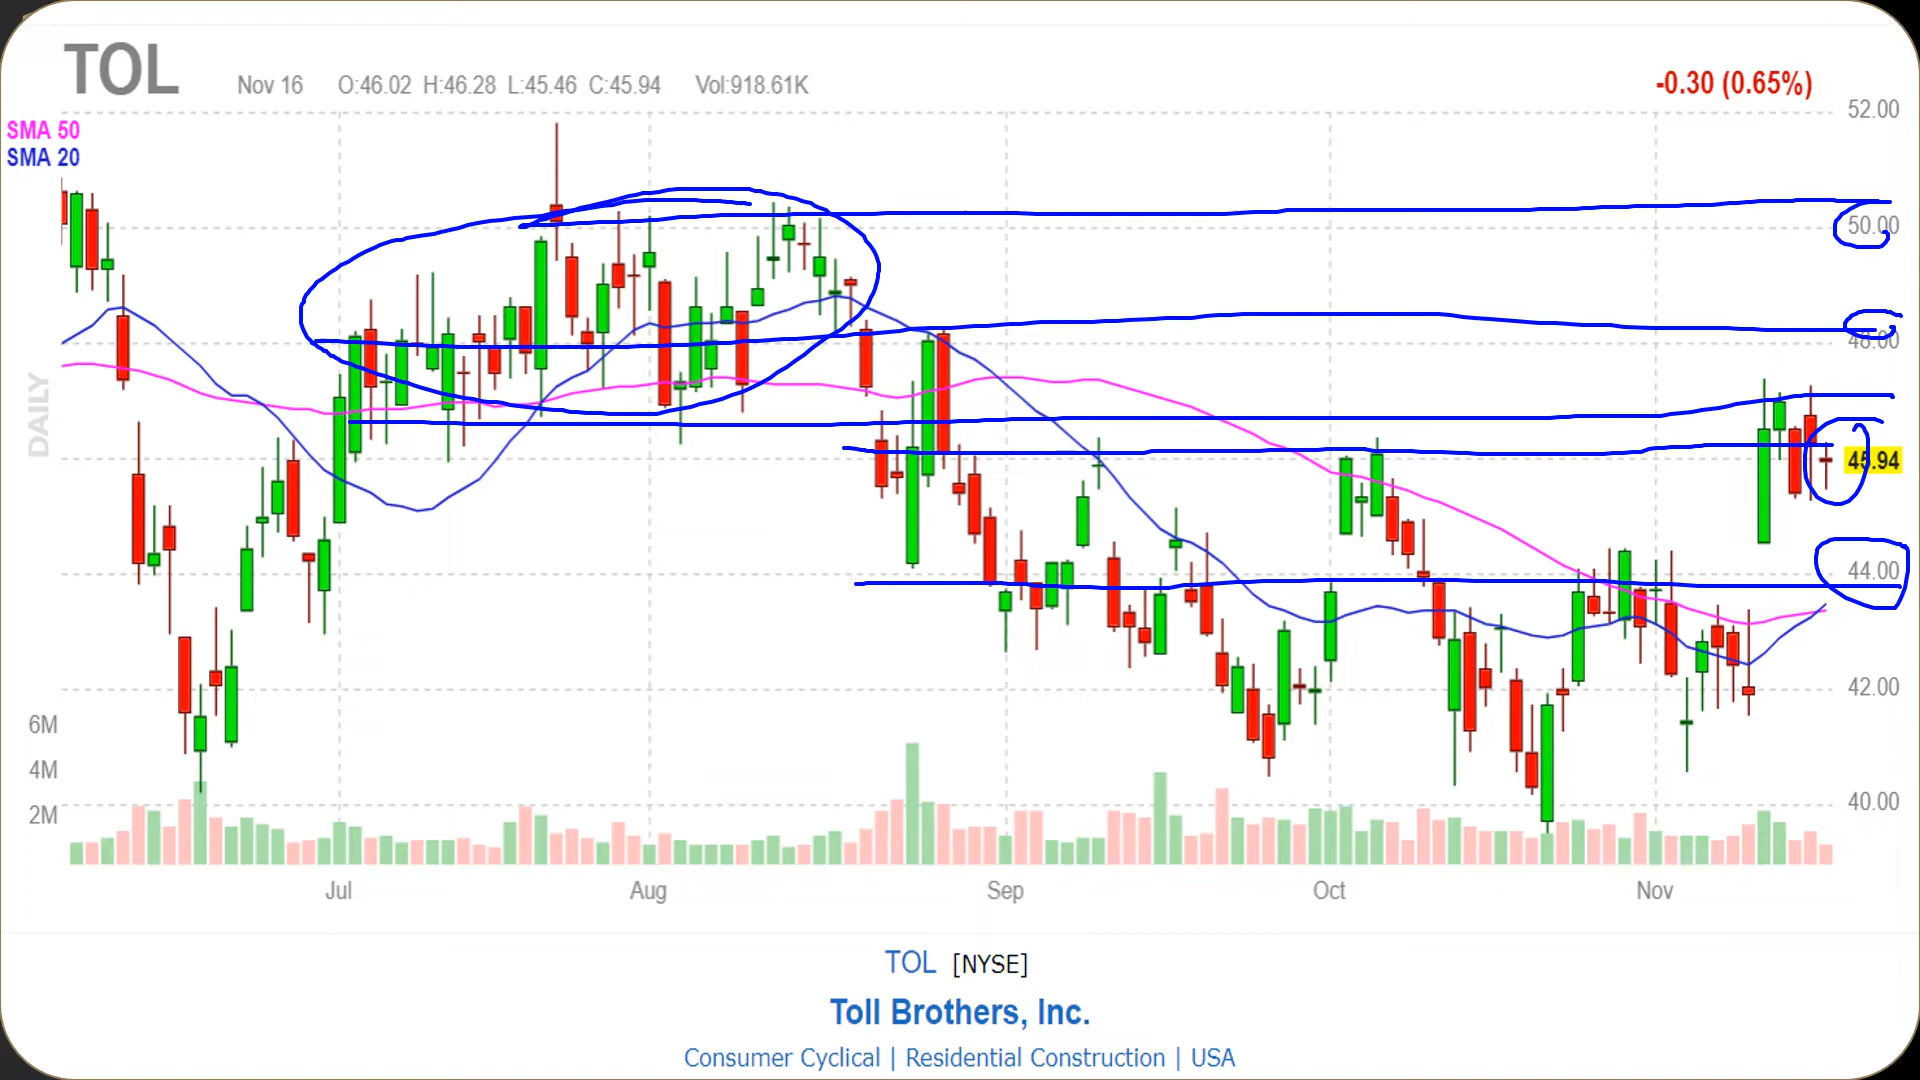 TOL Nov 16 O:46.02 H:46.28 L:45.46 C:45.94 Vol:918.61K -0.30 (0.65%)
52.00
SMA 50
SMA 20
50.00
48.00
DAILY
45.94
44.00
42.00
6M
4M
40.00
2M
Jul Aug Sep Oct Nov
TOL [NYSE]
Toll Brothers, Inc.
Consumer Cyclical | Residential Construction | USA